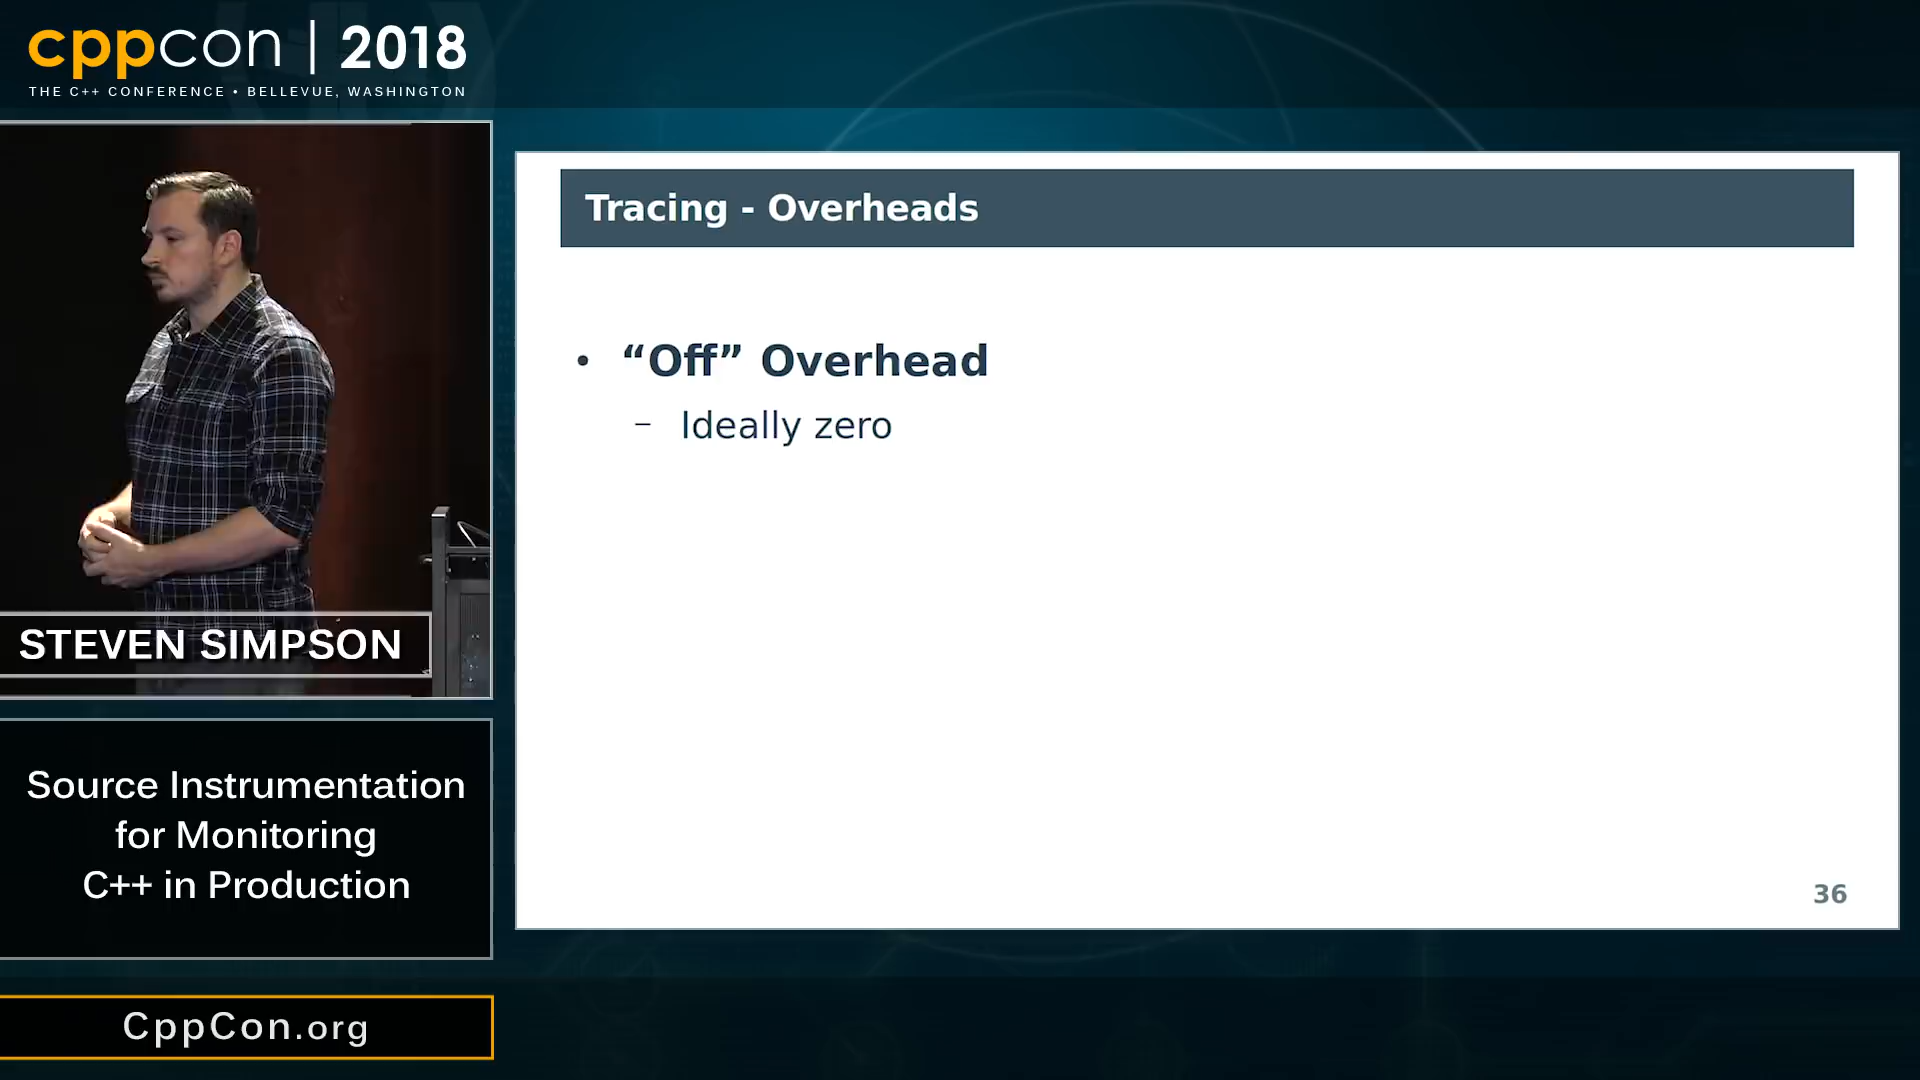 cppcon | 2018
THE C++ CONFERENCE • BELLEVUE, WASHINGTON
STEVEN SIMPSON
Source Instrumentation
for Monitoring
C++ in Production
CppCon.org
Tracing - Overheads
• “Off” Overhead
– Ideally zero
36